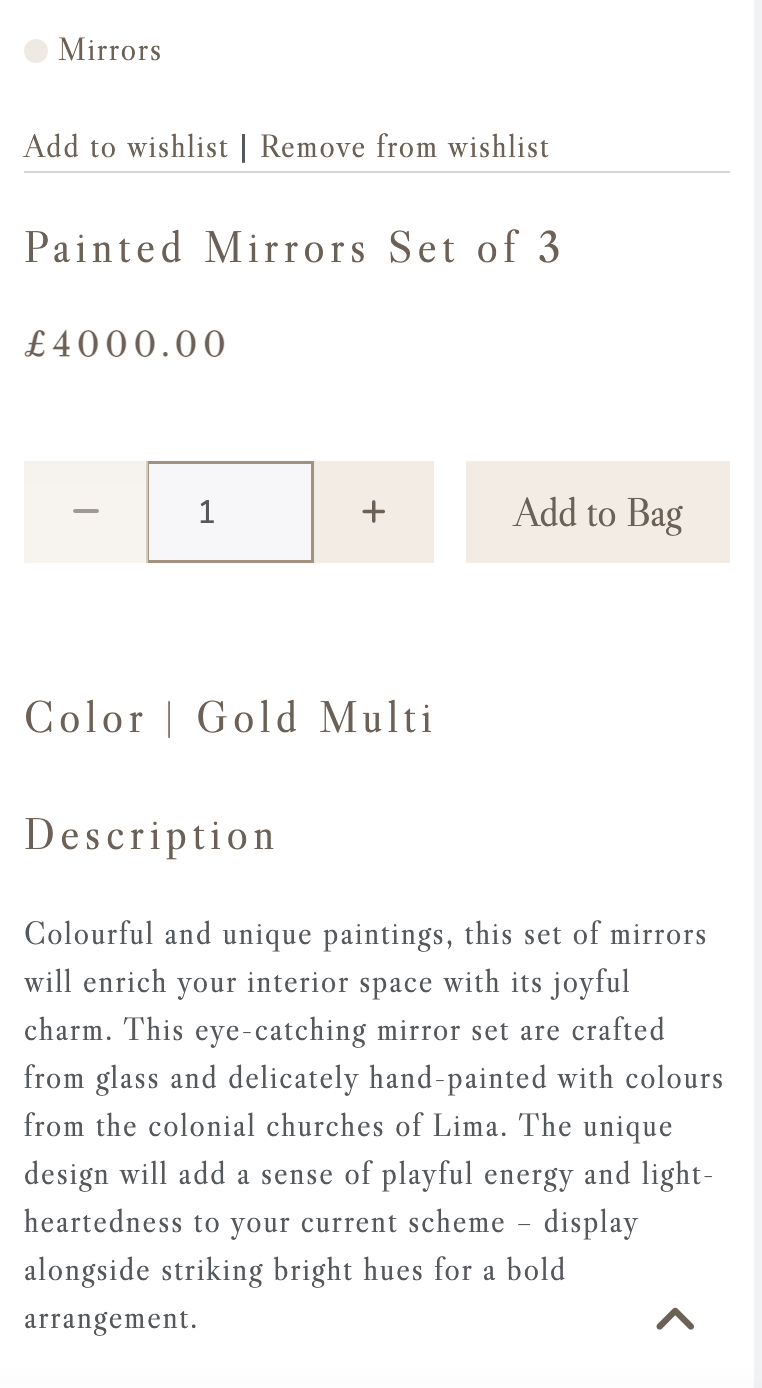 Mirrors
Add to wishlist | Remove from wishlist
Painted Mirrors Set of 3
£4000.00
− 1 + Add to Bag
Color | Gold Multi
Description
Colourful and unique paintings, this set of mirrors
will enrich your interior space with its joyful
charm. This eye-catching mirror set are crafted
from glass and delicately hand-painted with colours
from the colonial churches of Lima. The unique
design will add a sense of playful energy and light-
heartedness to your current scheme – display
alongside striking bright hues for a bold
arrangement.